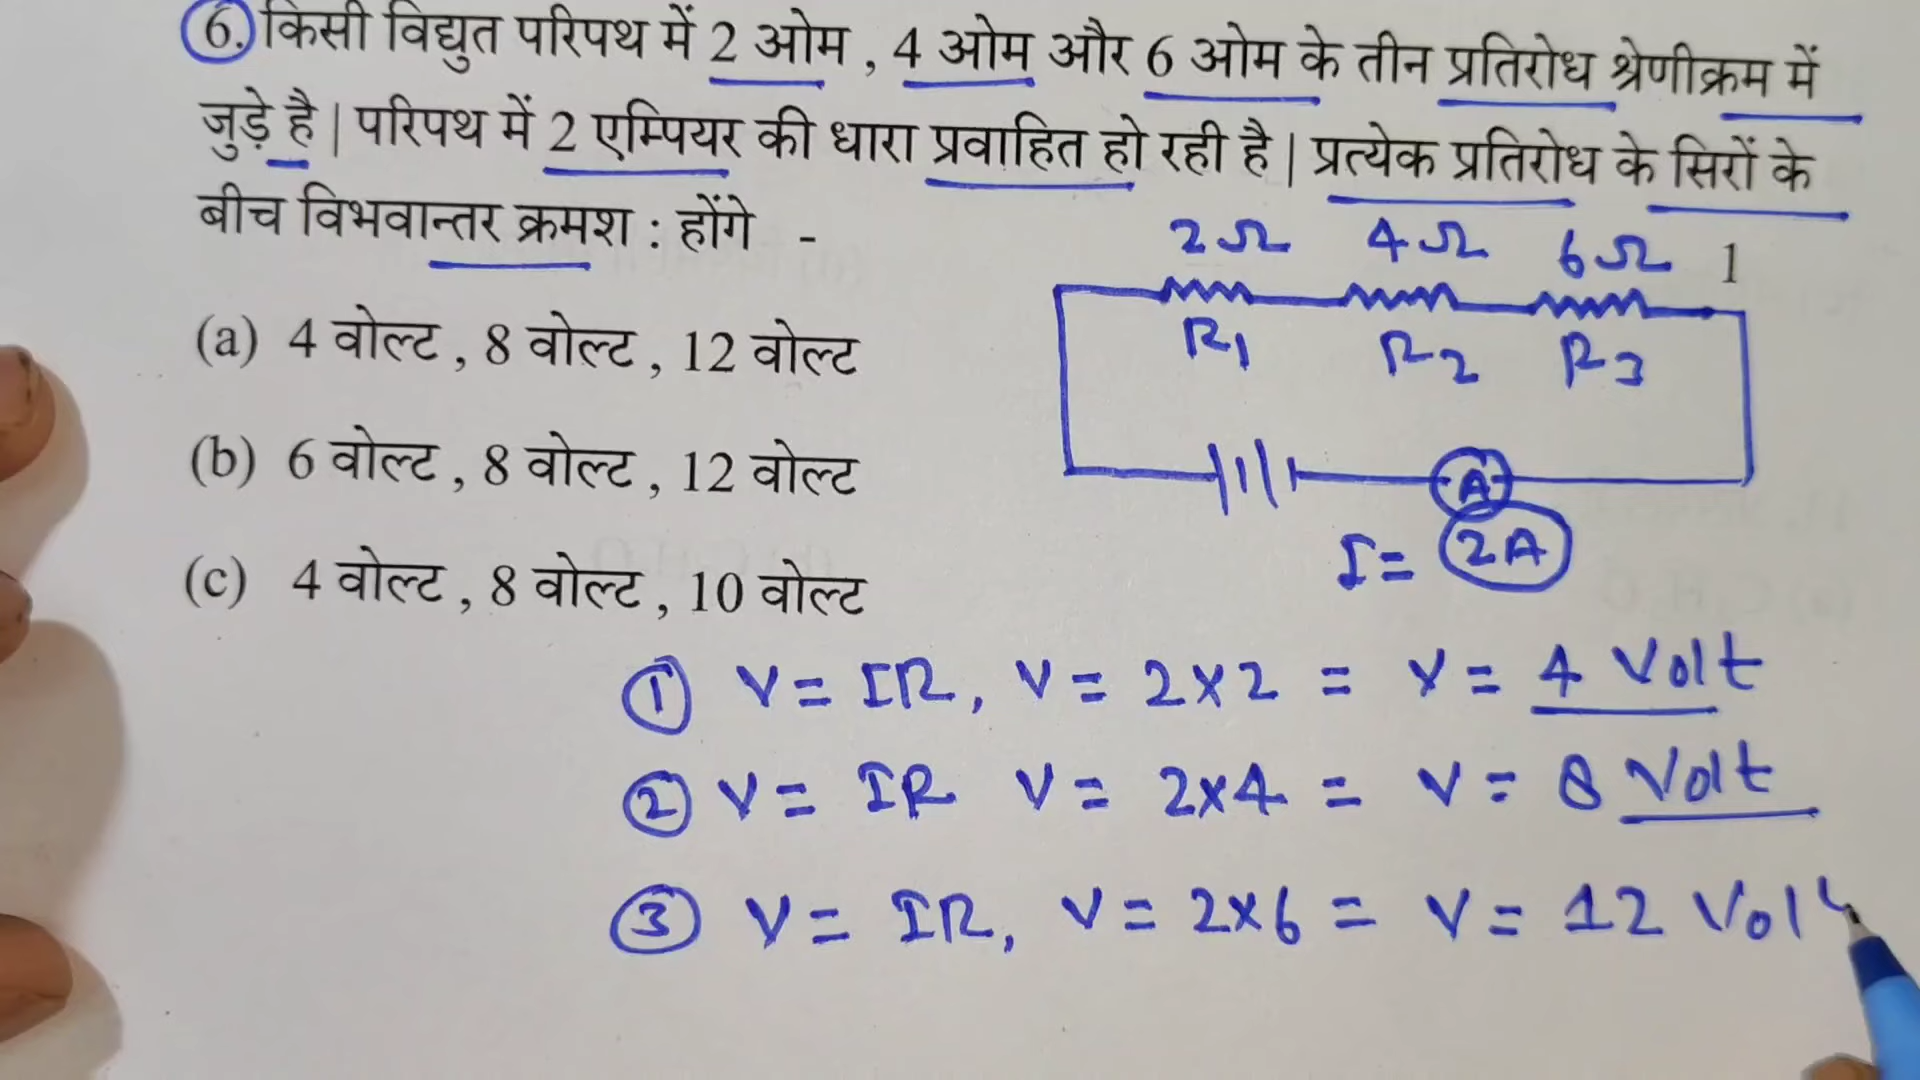 6. किसी विद्युत परिपथ में 2 ओम , 4 ओम और 6 ओम के तीन प्रतिरोध श्रेणीक्रम में
जुड़े है | परिपथ में 2 एम्पियर की धारा प्रवाहित हो रही है | प्रत्येक प्रतिरोध के सिरों के
बीच विभवान्तर क्रमश : होंगे -
1
2Ω 4Ω 6Ω
R1 R2 R3
(a) 4 वोल्ट , 8 वोल्ट , 12 वोल्ट
(b) 6 वोल्ट , 8 वोल्ट , 12 वोल्ट
A
I = 2A
(c) 4 वोल्ट , 8 वोल्ट , 10 वोल्ट
① V = IR, V = 2×2 = V = 4 Volt
② V = IR V = 2×4 = V = 8 Volt
③ V = IR, V = 2×6 = V = 12 Vol